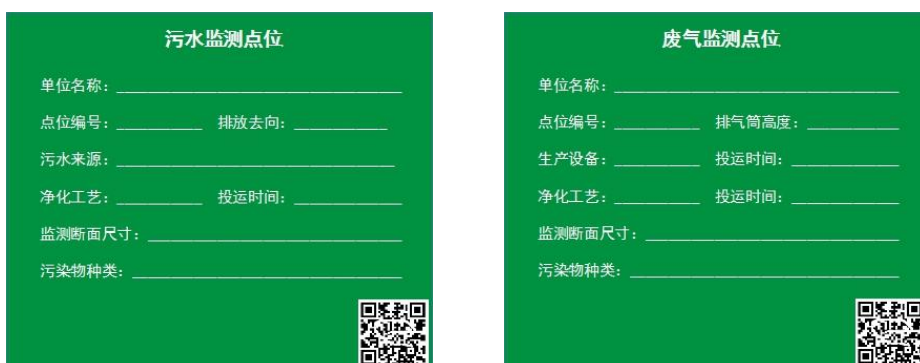 污水监测点位
单位名称：
点位编号： 排放去向：
污水来源：
净化工艺： 投运时间：
监测断面尺寸：
污染物种类：
废气监测点位
单位名称：
点位编号： 排气筒高度：
生产设备： 投运时间：
净化工艺： 投运时间：
监测断面尺寸：
污染物种类：